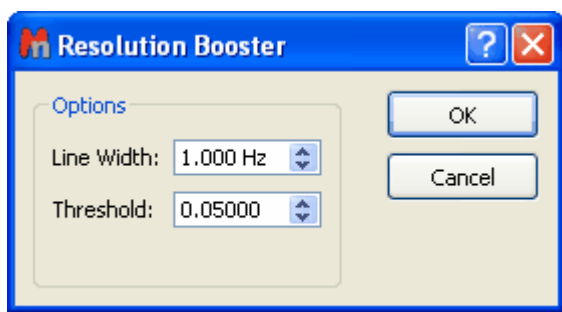 Resolution Booster
Options
Line Width: 1.000 Hz
Threshold: 0.05000
OK
Cancel